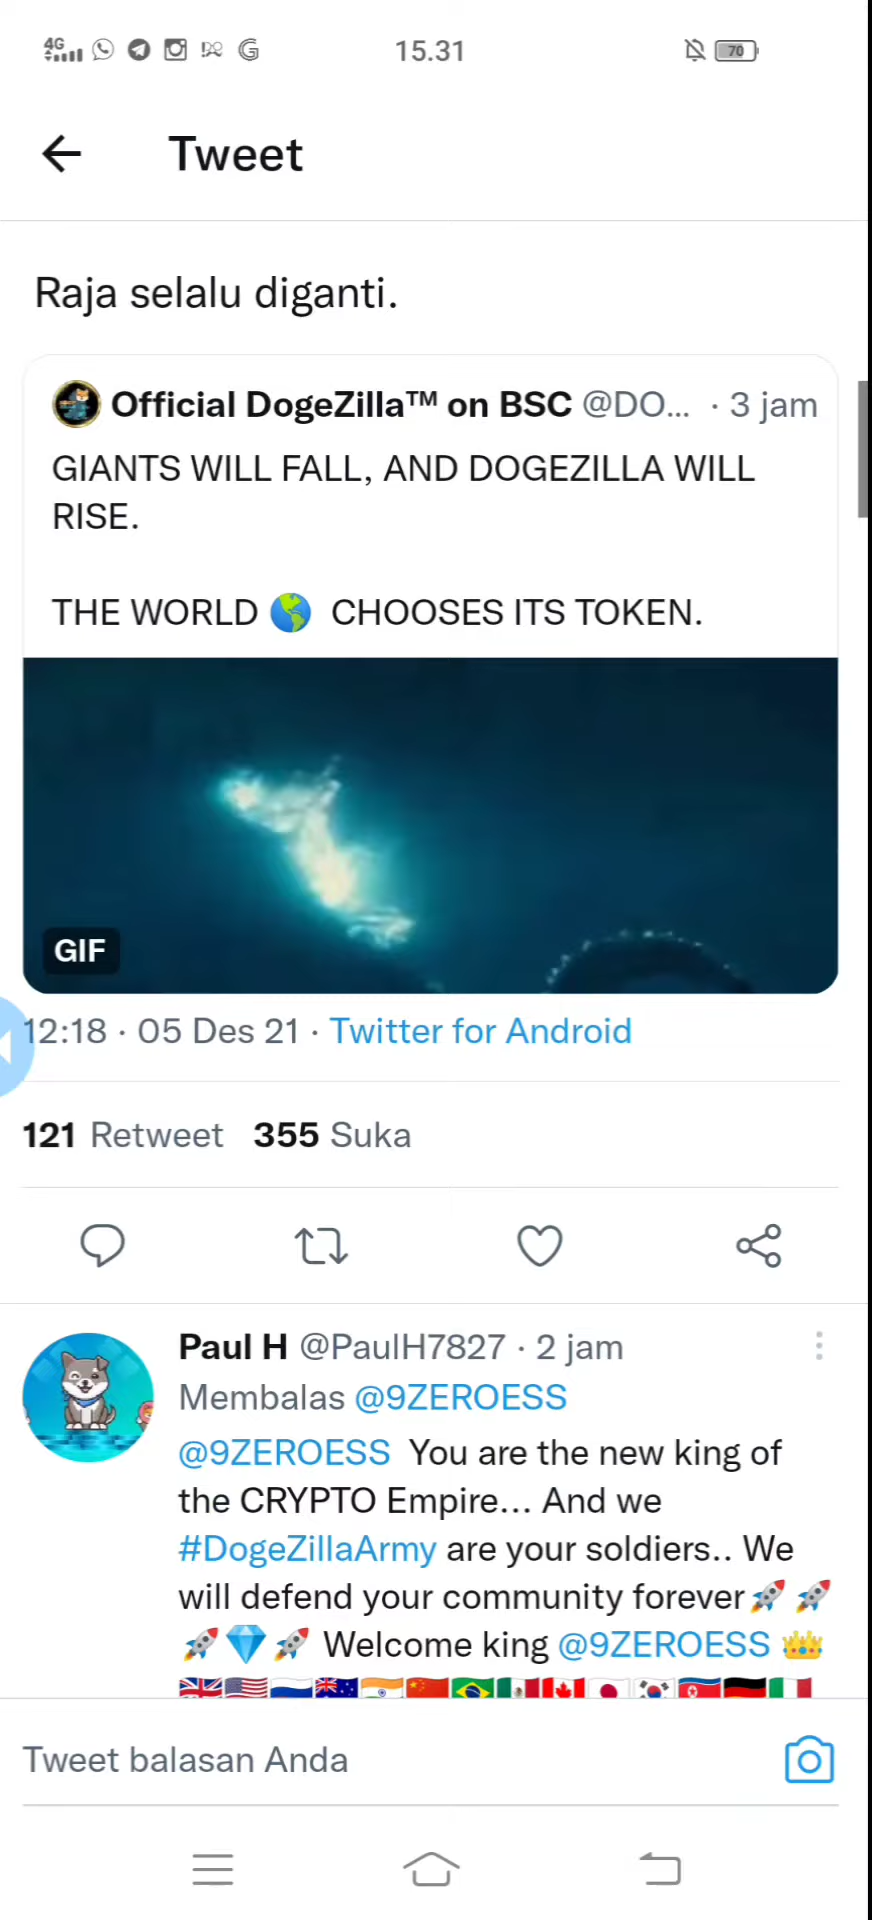 4G 15.31 70
Tweet
Raja selalu diganti.
Official DogeZilla™ on BSC @DO... · 3 jam
GIANTS WILL FALL, AND DOGEZILLA WILL
RISE.
THE WORLD 🌎 CHOOSES ITS TOKEN.
GIF
12:18 · 05 Des 21 · Twitter for Android
121 Retweet 355 Suka
Paul H @PaulH7827 · 2 jam
Membalas @9ZEROESS
@9ZEROESS You are the new king of
the CRYPTO Empire... And we
#DogeZillaArmy are your soldiers.. We
will defend your community forever🚀 🚀
🚀💎🚀 Welcome king @9ZEROESS 👑
Tweet balasan Anda